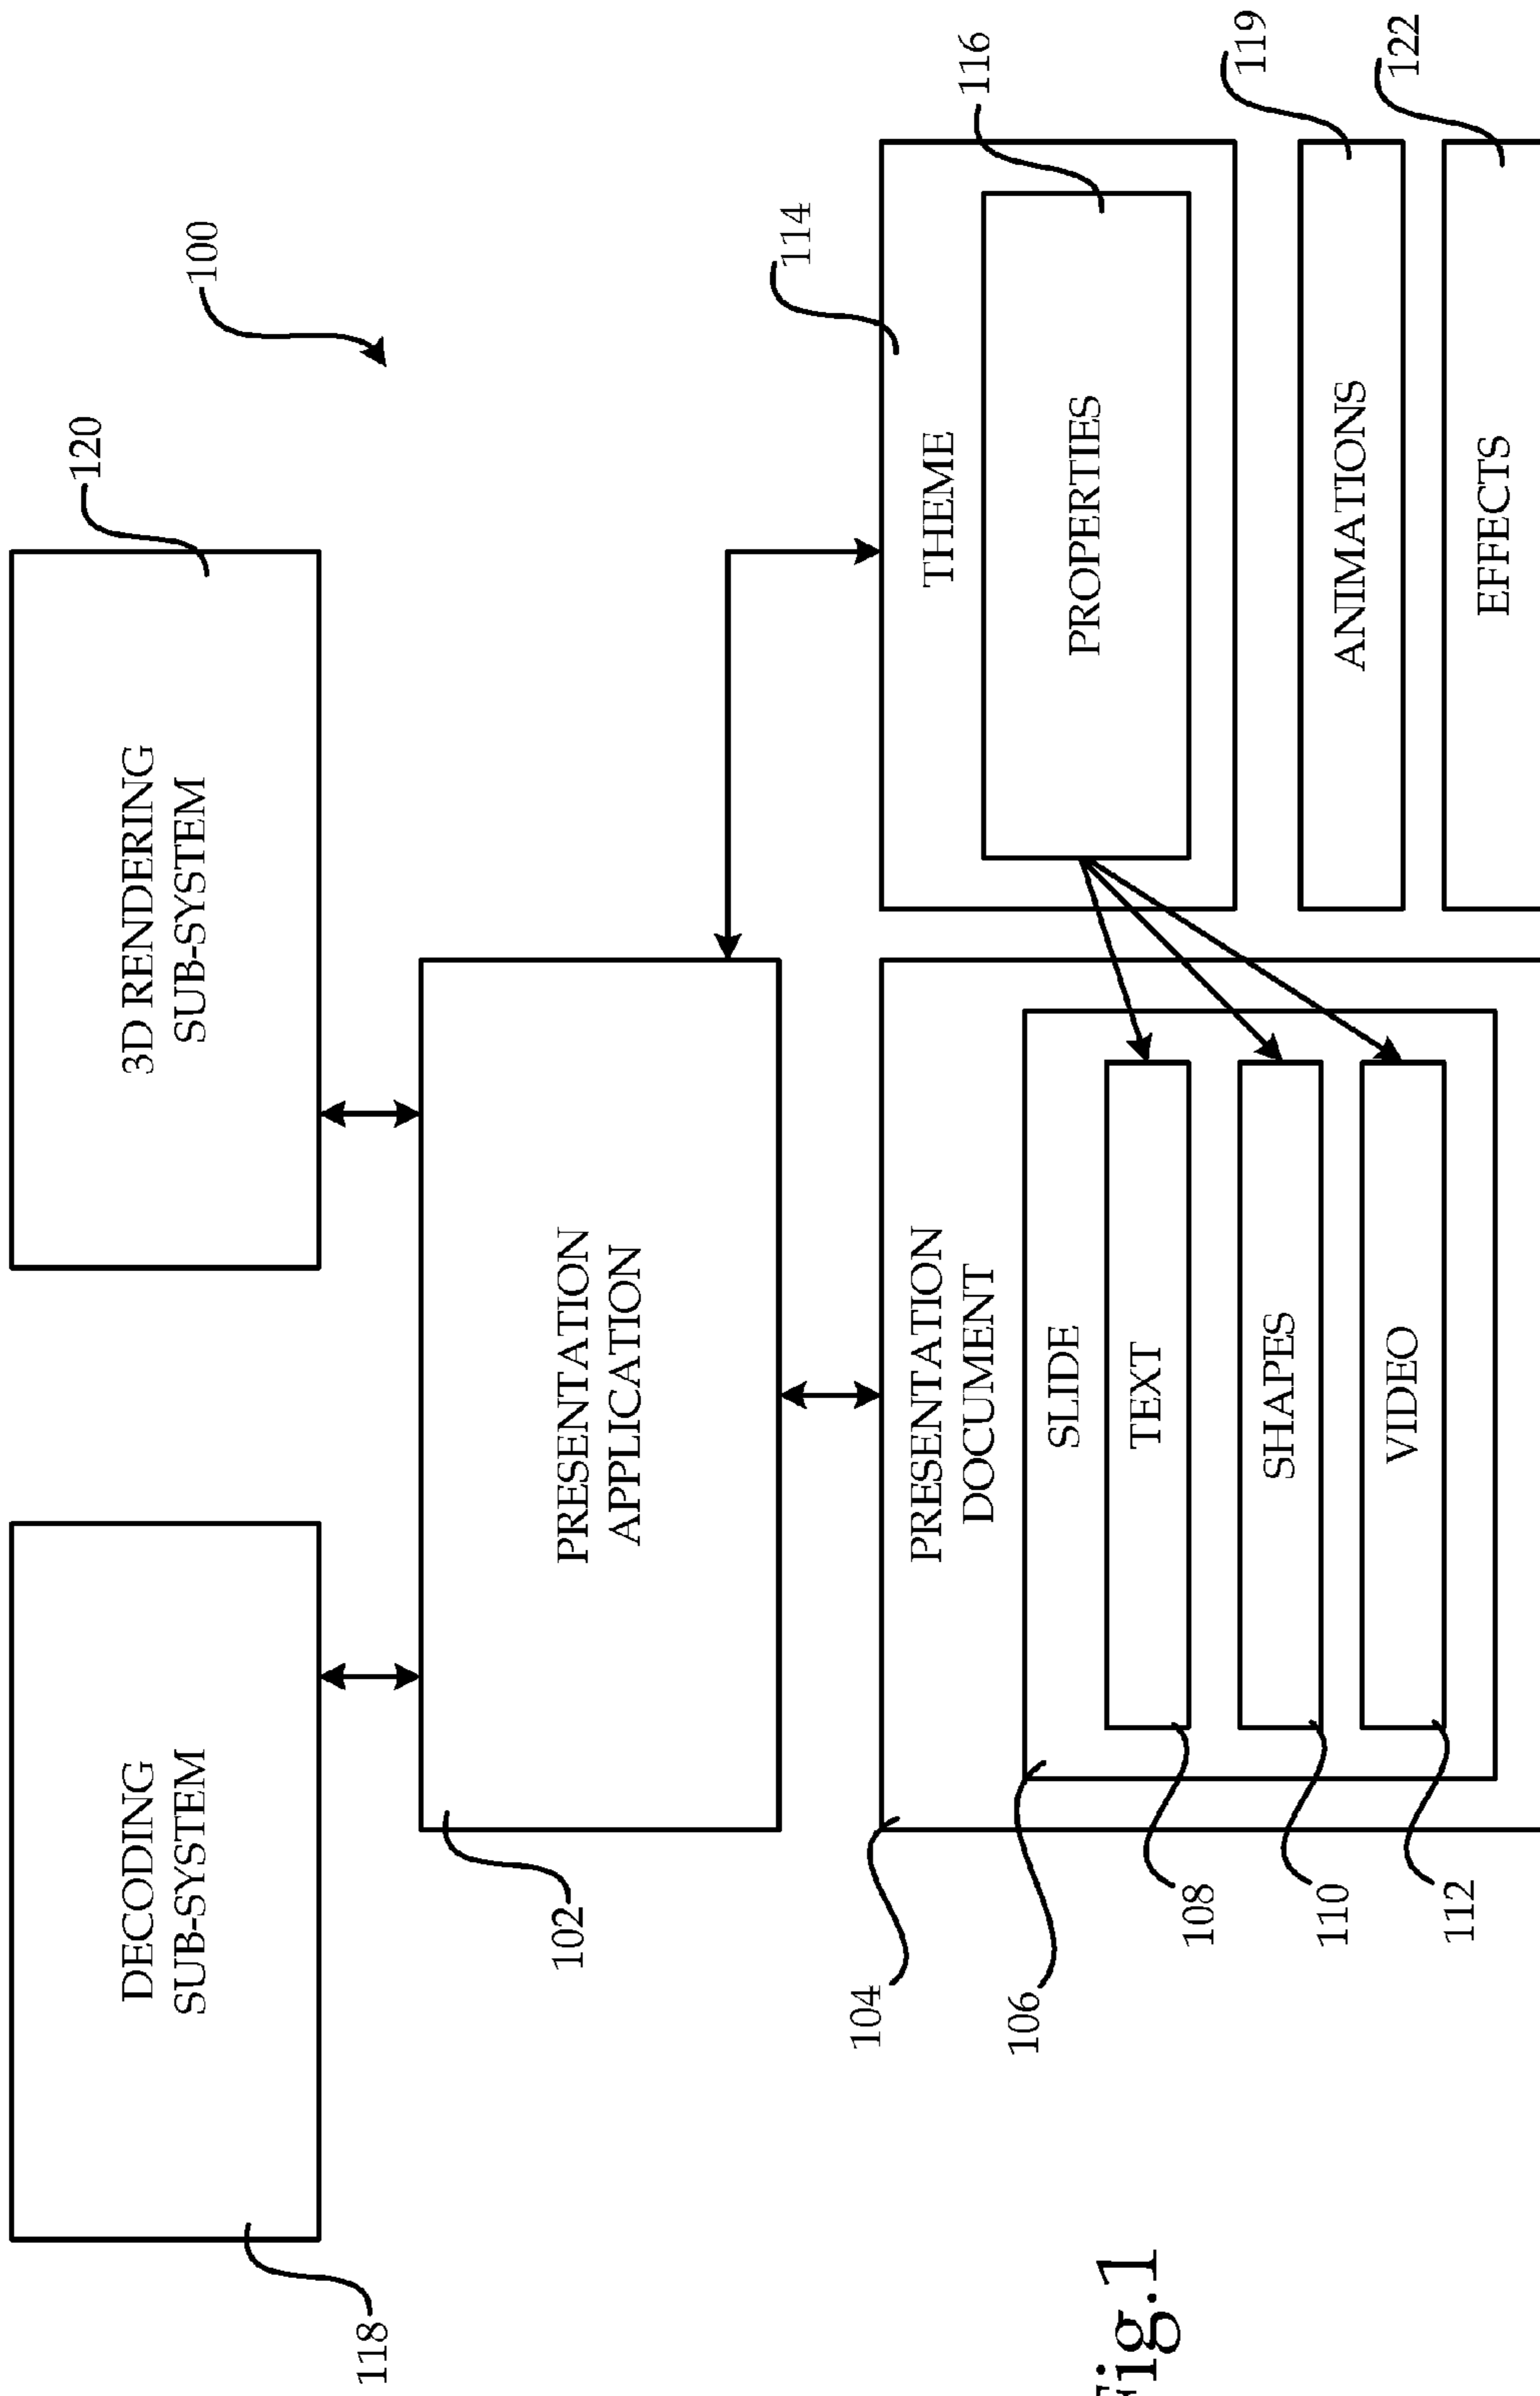 100
118
DECODING
SUB-SYSTEM
3D RENDERING
SUB-SYSTEM
120
102
PRESENTATION
APPLICATION
104
PRESENTATION
DOCUMENT
106
SLIDE
108
TEXT
110
SHAPES
112
VIDEO
114
THEME
116
PROPERTIES
119
ANIMATIONS
122
EFFECTS
Fig.1